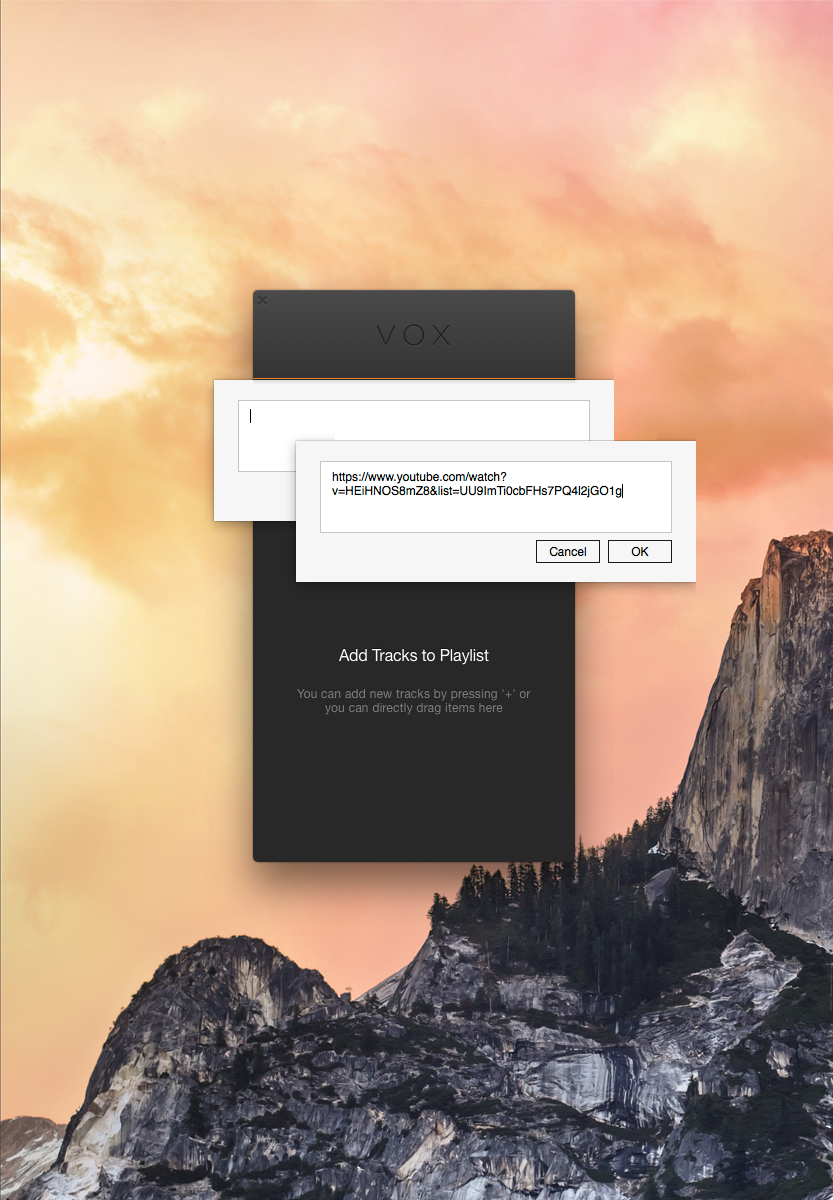 VOX
https://www.youtube.com/watch?
v=HEiHNOS8mZ8&list=UU9ImTi0cbFHs7PQ4l2jGO1g
Cancel
OK
Add Tracks to Playlist
You can add new tracks by pressing '+' or
you can directly drag items here